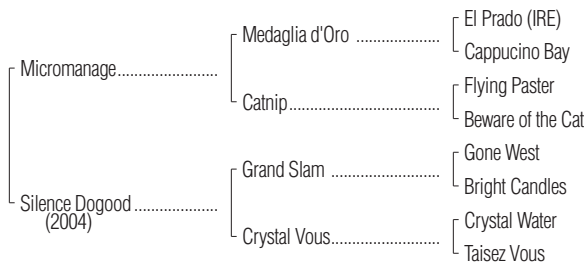 El Prado (IRE)
Medaglia d'Oro ....................
Cappucino Bay
Micromanage.........................
Flying Paster
Catnip....................................
Beware of the Cat
Gone West
Grand Slam ..........................
Bright Candles
Silence Dogood ....................
(2004)
Crystal Water
Crystal Vous..........................
Taisez Vous